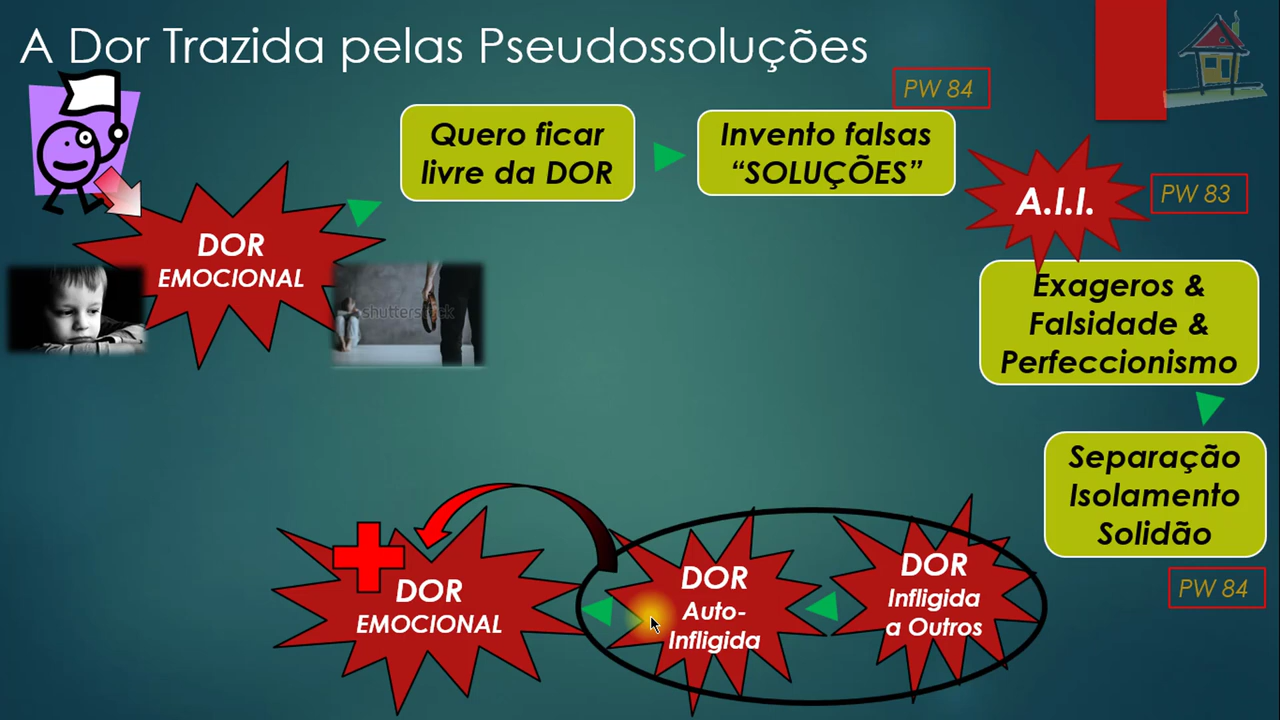 A Dor Trazida pelas Pseudossoluções
PW 84
Quero ficar
livre da DOR
Invento falsas
“SOLUÇÕES”
A.I.I.
PW 83
DOR
EMOCIONAL
shutterstock
Exageros &
Falsidade &
Perfeccionismo
Separação
Isolamento
Solidão
PW 84
DOR
Infligida
a Outros
DOR
Auto-
Infligida
DOR
EMOCIONAL